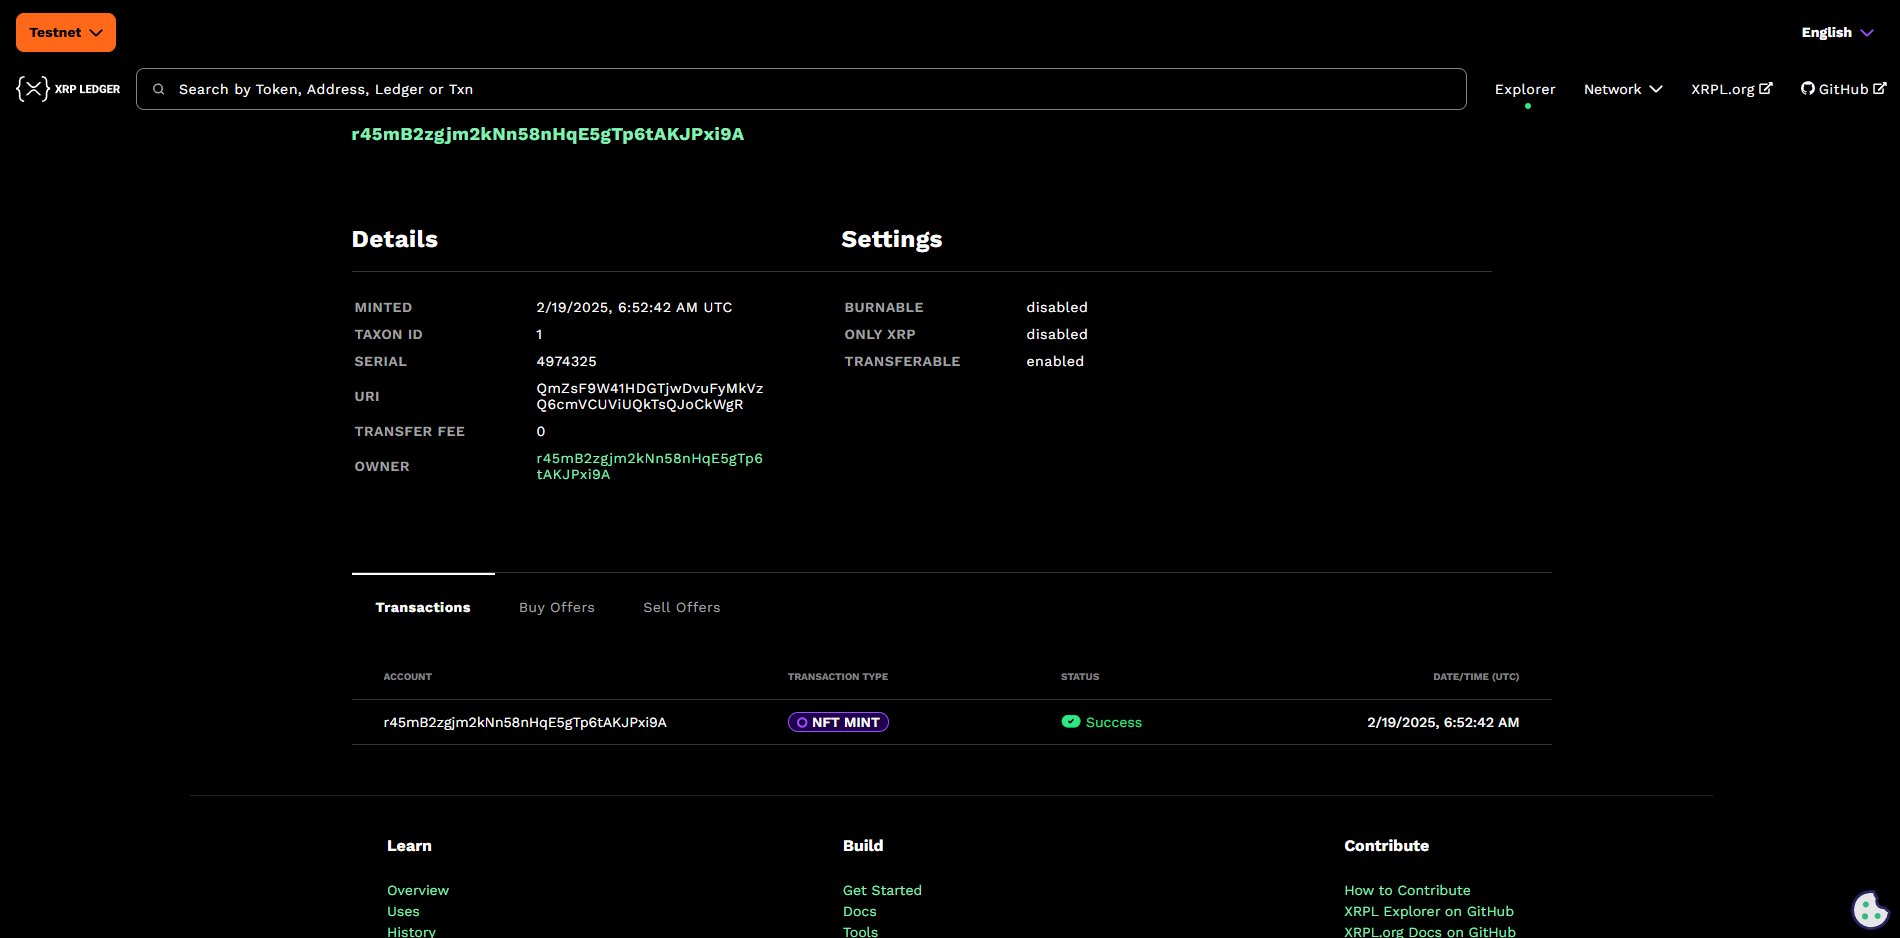 Testnet
English
XRP LEDGER
Search by Token, Address, Ledger or Txn
Explorer
Network
XRPL.org
GitHub
r45mB2zgjm2kNn58nHqE5gTp6tAKJPxi9A
Details
Settings
MINTED 2/19/2025, 6:52:42 AM UTC
TAXON ID 1
SERIAL 4974325
URI QmZsF9W41HDGTjwDvuFyMkVz
Q6cmVCUViUQkTsQJoCkWgR
TRANSFER FEE 0
OWNER r45mB2zgjm2kNn58nHqE5gTp6
tAKJPxi9A
BURNABLE disabled
ONLY XRP disabled
TRANSFERABLE enabled
Transactions Buy Offers Sell Offers
ACCOUNT TRANSACTION TYPE STATUS DATE/TIME (UTC)
r45mB2zgjm2kNn58nHqE5gTp6tAKJPxi9A NFT MINT Success 2/19/2025, 6:52:42 AM
Learn
Overview
Uses
History
Build
Get Started
Docs
Tools
Contribute
How to Contribute
XRPL Explorer on GitHub
XRPL.org Docs on GitHub